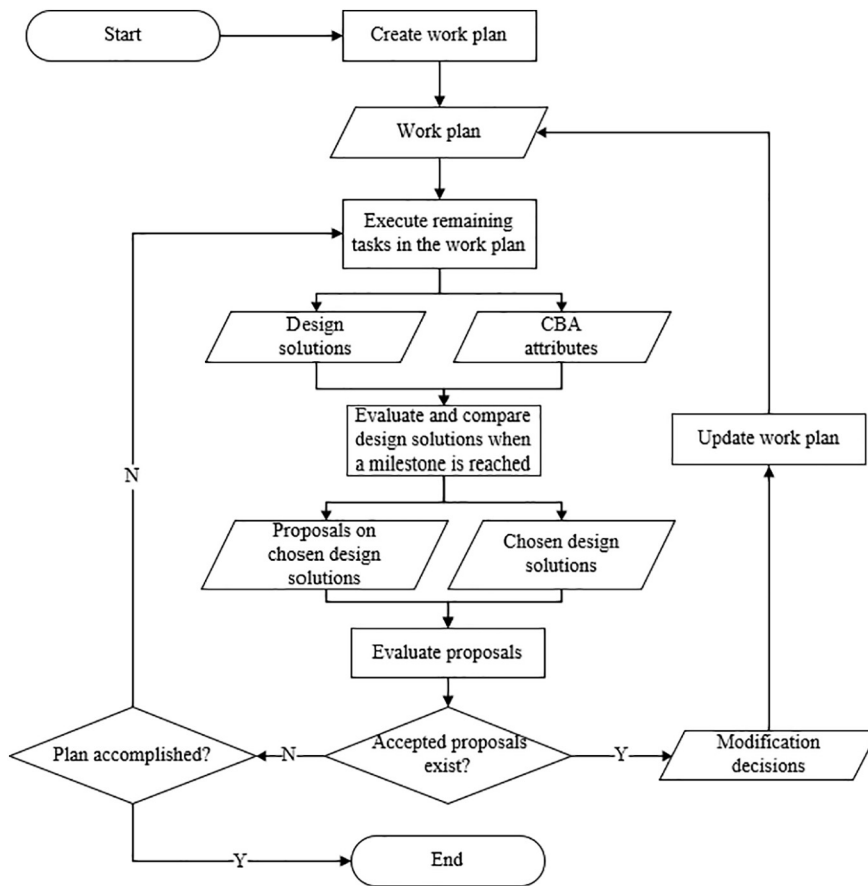 Start
Create work plan
Work plan
Execute remaining
tasks in the work plan
Design
solutions
CBA
attributes
Evaluate and compare
design solutions when
a milestone is reached
Update work plan
N
Proposals on
chosen design
solutions
Chosen design
solutions
Evaluate proposals
Plan accomplished?
N
Accepted proposals
exist?
Y
Modification
decisions
Y
End